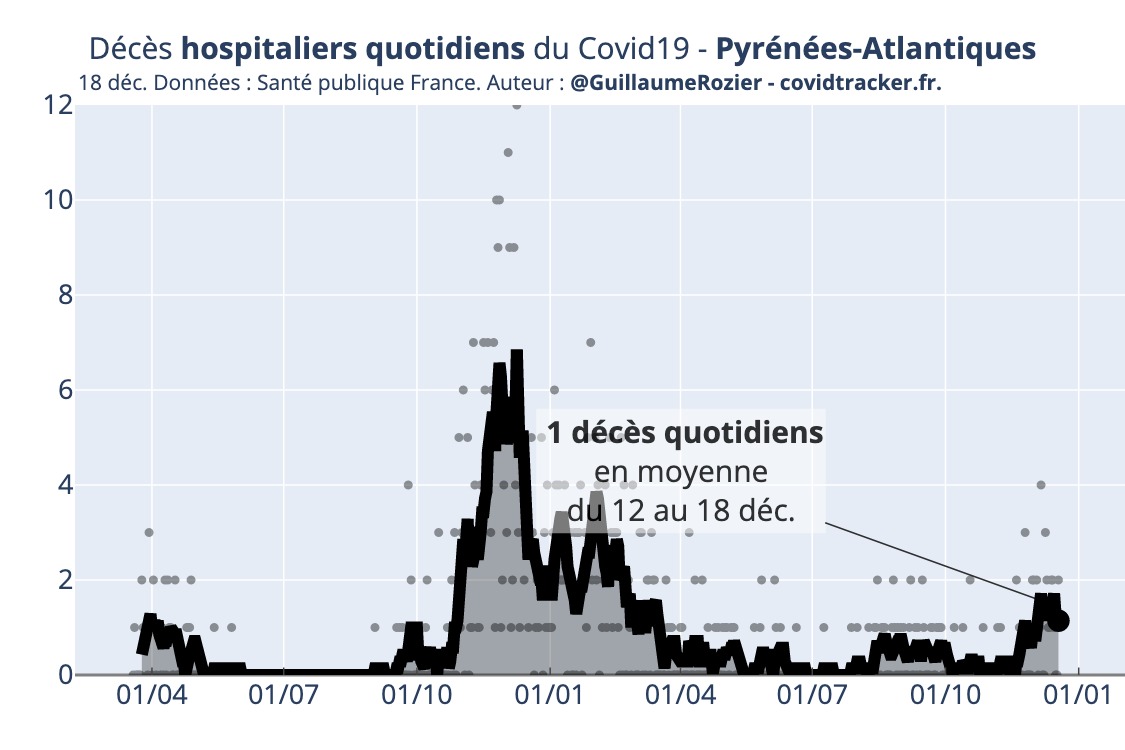 Décès hospitaliers quotidiens du Covid19 - Pyrénées-Atlantiques
18 déc. Données : Santé publique France. Auteur : @GuillaumeRozier - covidtracker.fr.
12
10
8
6
4
2
0
1 décès quotidiens
en moyenne
du 12 au 18 déc.
01/04 01/07 01/10 01/01 01/04 01/07 01/10 01/01